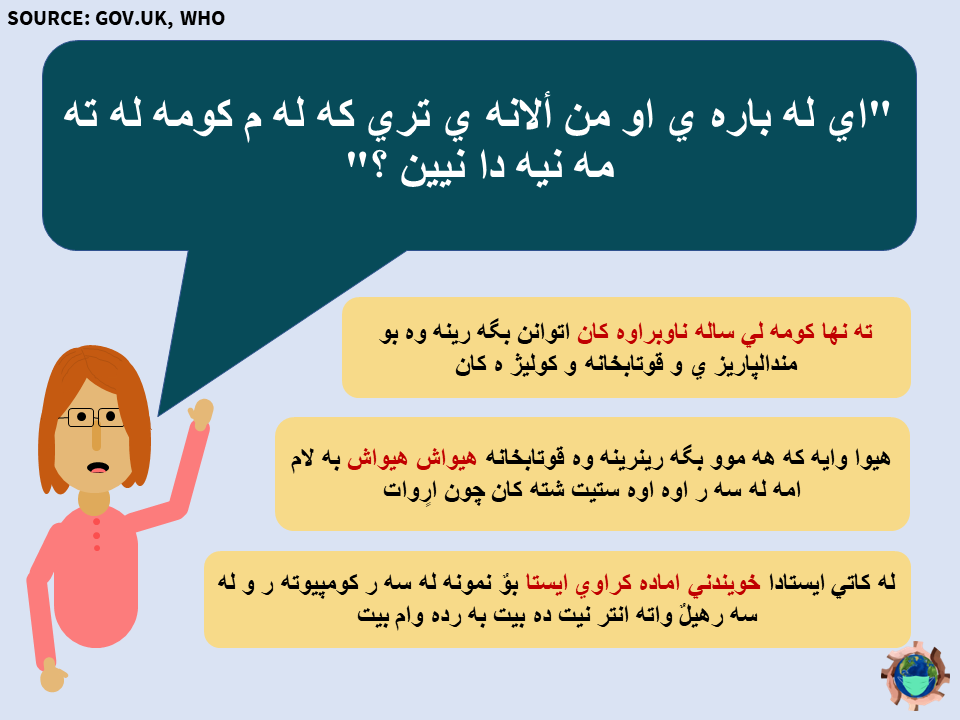 SOURCE: GOV.UK, WHO
"اي له باره ي او من ألانه ي تري كه له م كومه له ته
مه نيه دا نيين ؟"
ته نها كومه لي ساله ناوبراوه كان اتوانن بگه رينه وه بو
مندالپاريز ي و قوتابخانه و كوليژ ه كان
هيوا وايه كه هه موو بگه رينرينه وه قوتابخانه هيواش هيواش به لام
امه له سه ر اوه اوه ستيت شته كان چون ارٍوات
له كاتي ايستادا خويندني اماده كراوي ايستا بوٌ نمونه له سه ر كومپيوته ر و له
سه رهيلٌ واته انتر نيت ده بيت به رده وام بيت